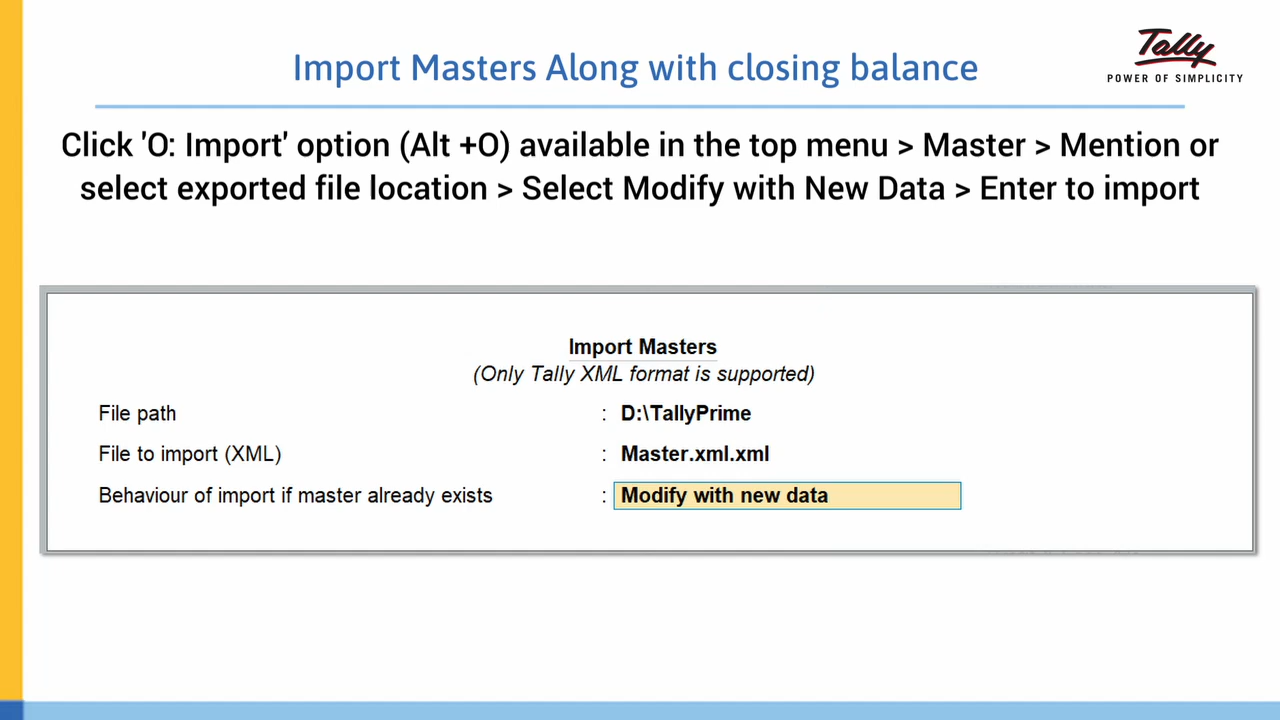 Import Masters Along with closing balance
Tally
POWER OF SIMPLICITY
Click 'O: Import' option (Alt +O) available in the top menu > Master > Mention or
select exported file location > Select Modify with New Data > Enter to import
Import Masters
(Only Tally XML format is supported)
File path : D:\TallyPrime
File to import (XML) : Master.xml.xml
Behaviour of import if master already exists : Modify with new data